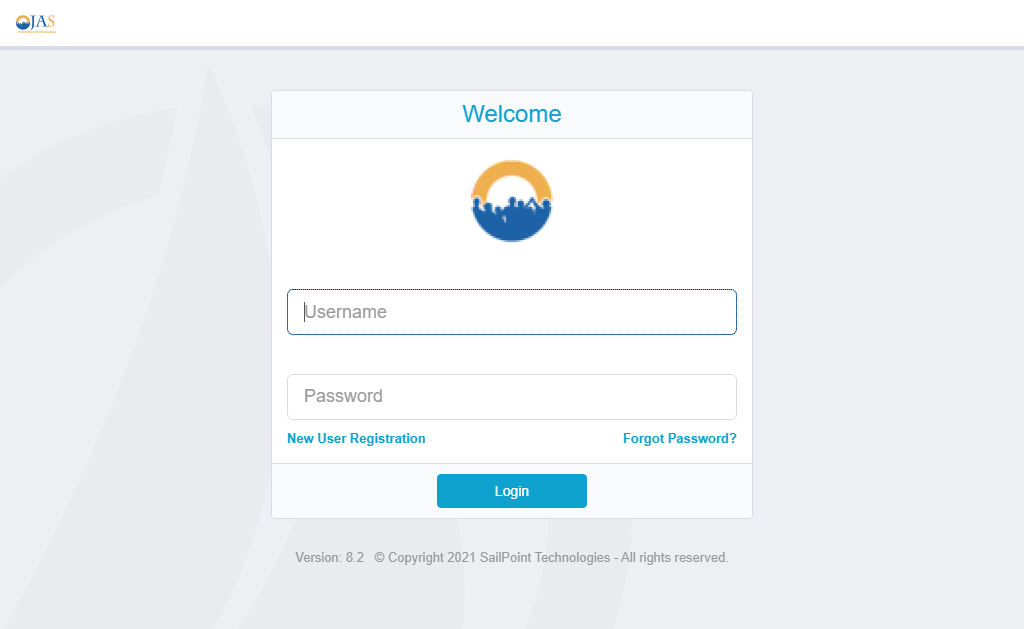 JAS
Welcome
Username
Password
New User Registration Forgot Password?
Login
Version: 8.2 © Copyright 2021 SailPoint Technologies - All rights reserved.